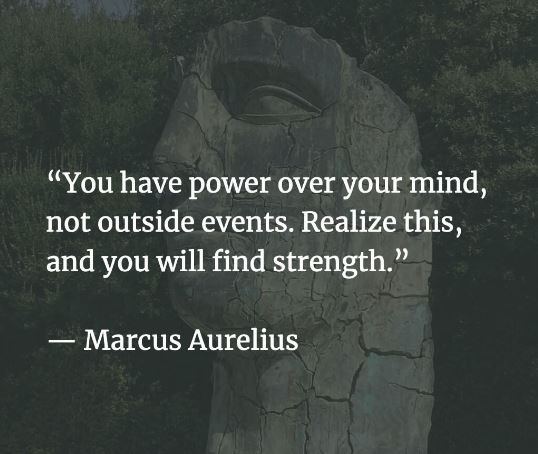 “You have power over your mind,
not outside events. Realize this,
and you will find strength.”
— Marcus Aurelius